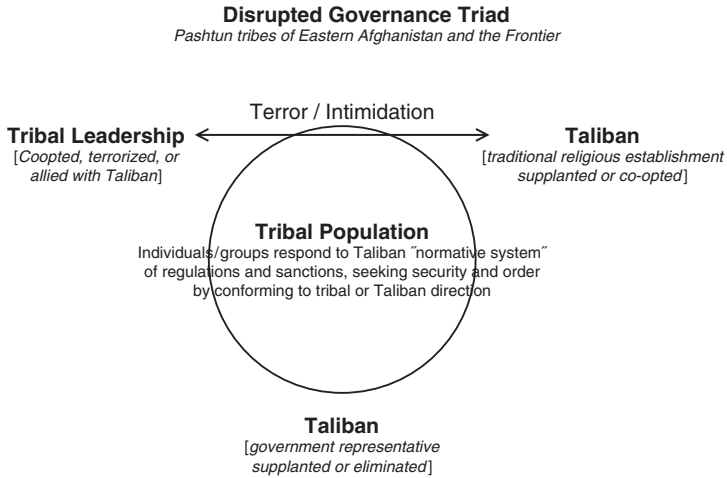 Disrupted Governance Triad
Pashtun tribes of Eastern Afghanistan and the Frontier
Terror / Intimidation
Tribal Leadership
[Coopted, terrorized, or
allied with Taliban]
Taliban
[traditional religious establishment
supplanted or co-opted]
Tribal Population
Individuals/groups respond to Taliban ˝normative system˝
of regulations and sanctions, seeking security and order
by conforming to tribal or Taliban direction
Taliban
[government representative
supplanted or eliminated]